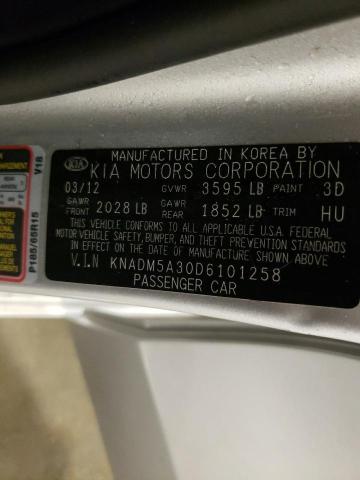 MANUFACTURED IN KOREA BY
KIA
KIA MOTORS CORPORATION
03/12 GVWR 3595 LB PAINT 3D
GAWR FRONT 2028 LB GAWR REAR 1852 LB TRIM HU
THIS VEHICLE CONFORMS TO ALL APPLICABLE U.S.A. FEDERAL
MOTOR VEHICLE SAFETY, BUMPER, AND THEFT PREVENTION STANDARDS
IN EFFECT ON THE DATE OF MANUFACTURE SHOWN ABOVE
V.I.N KNADM5A30D6101258
PASSENGER CAR
V18
P185/65R15